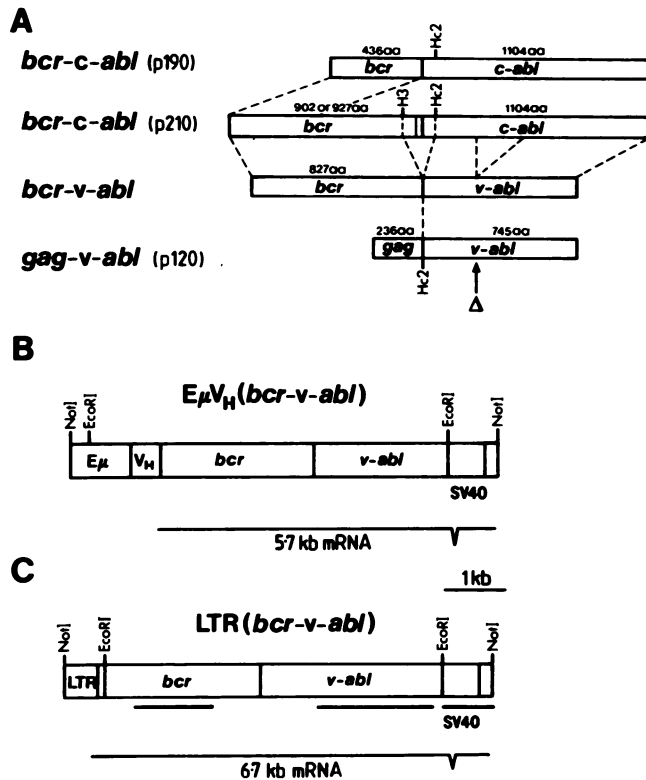 A
bcr-c-abl (p190)
436aa
Hc2
1104aa
bcr
c-abl
bcr-c-abl (p210)
902 or 927aa
H3
Hc2
1104aa
bcr
c-abl
bcr-v-abl
827aa
bcr
v-abl
gag-v-abl (p120)
236aa
745aa
gag
v-abl
Hc2
Δ
B
EμVH(bcr-v-abl)
NotI
EcoRI
EcoRI
NotI
Eμ
VH
bcr
v-abl
SV40
5·7 kb mRNA
1kb
C
LTR(bcr-v-abl)
NotI
EcoRI
EcoRI
NotI
LTR
bcr
v-abl
SV40
6·7 kb mRNA